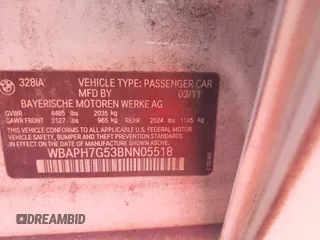 328iA VEHICLE TYPE: PASSENGER CAR
MFD BY: 03/11
BAYERISCHE MOTOREN WERKE AG
GVWR 4485 lbs 2035 kg
GAWR FRONT 2127 lbs 965 kg REAR 2524 lbs 1145 kg
THIS VEHICLE CONFORMS TO ALL APPLICABLE
FEDERAL MOTOR VEHICLE SAFETY, BUMPER,
AND THEFT PREVENTION STANDARDS IN EFFECT
ON THE DATE OF MANUFACTURE SHOWN ABOVE.
WBAPH7G53BNN05518
DREAMBID